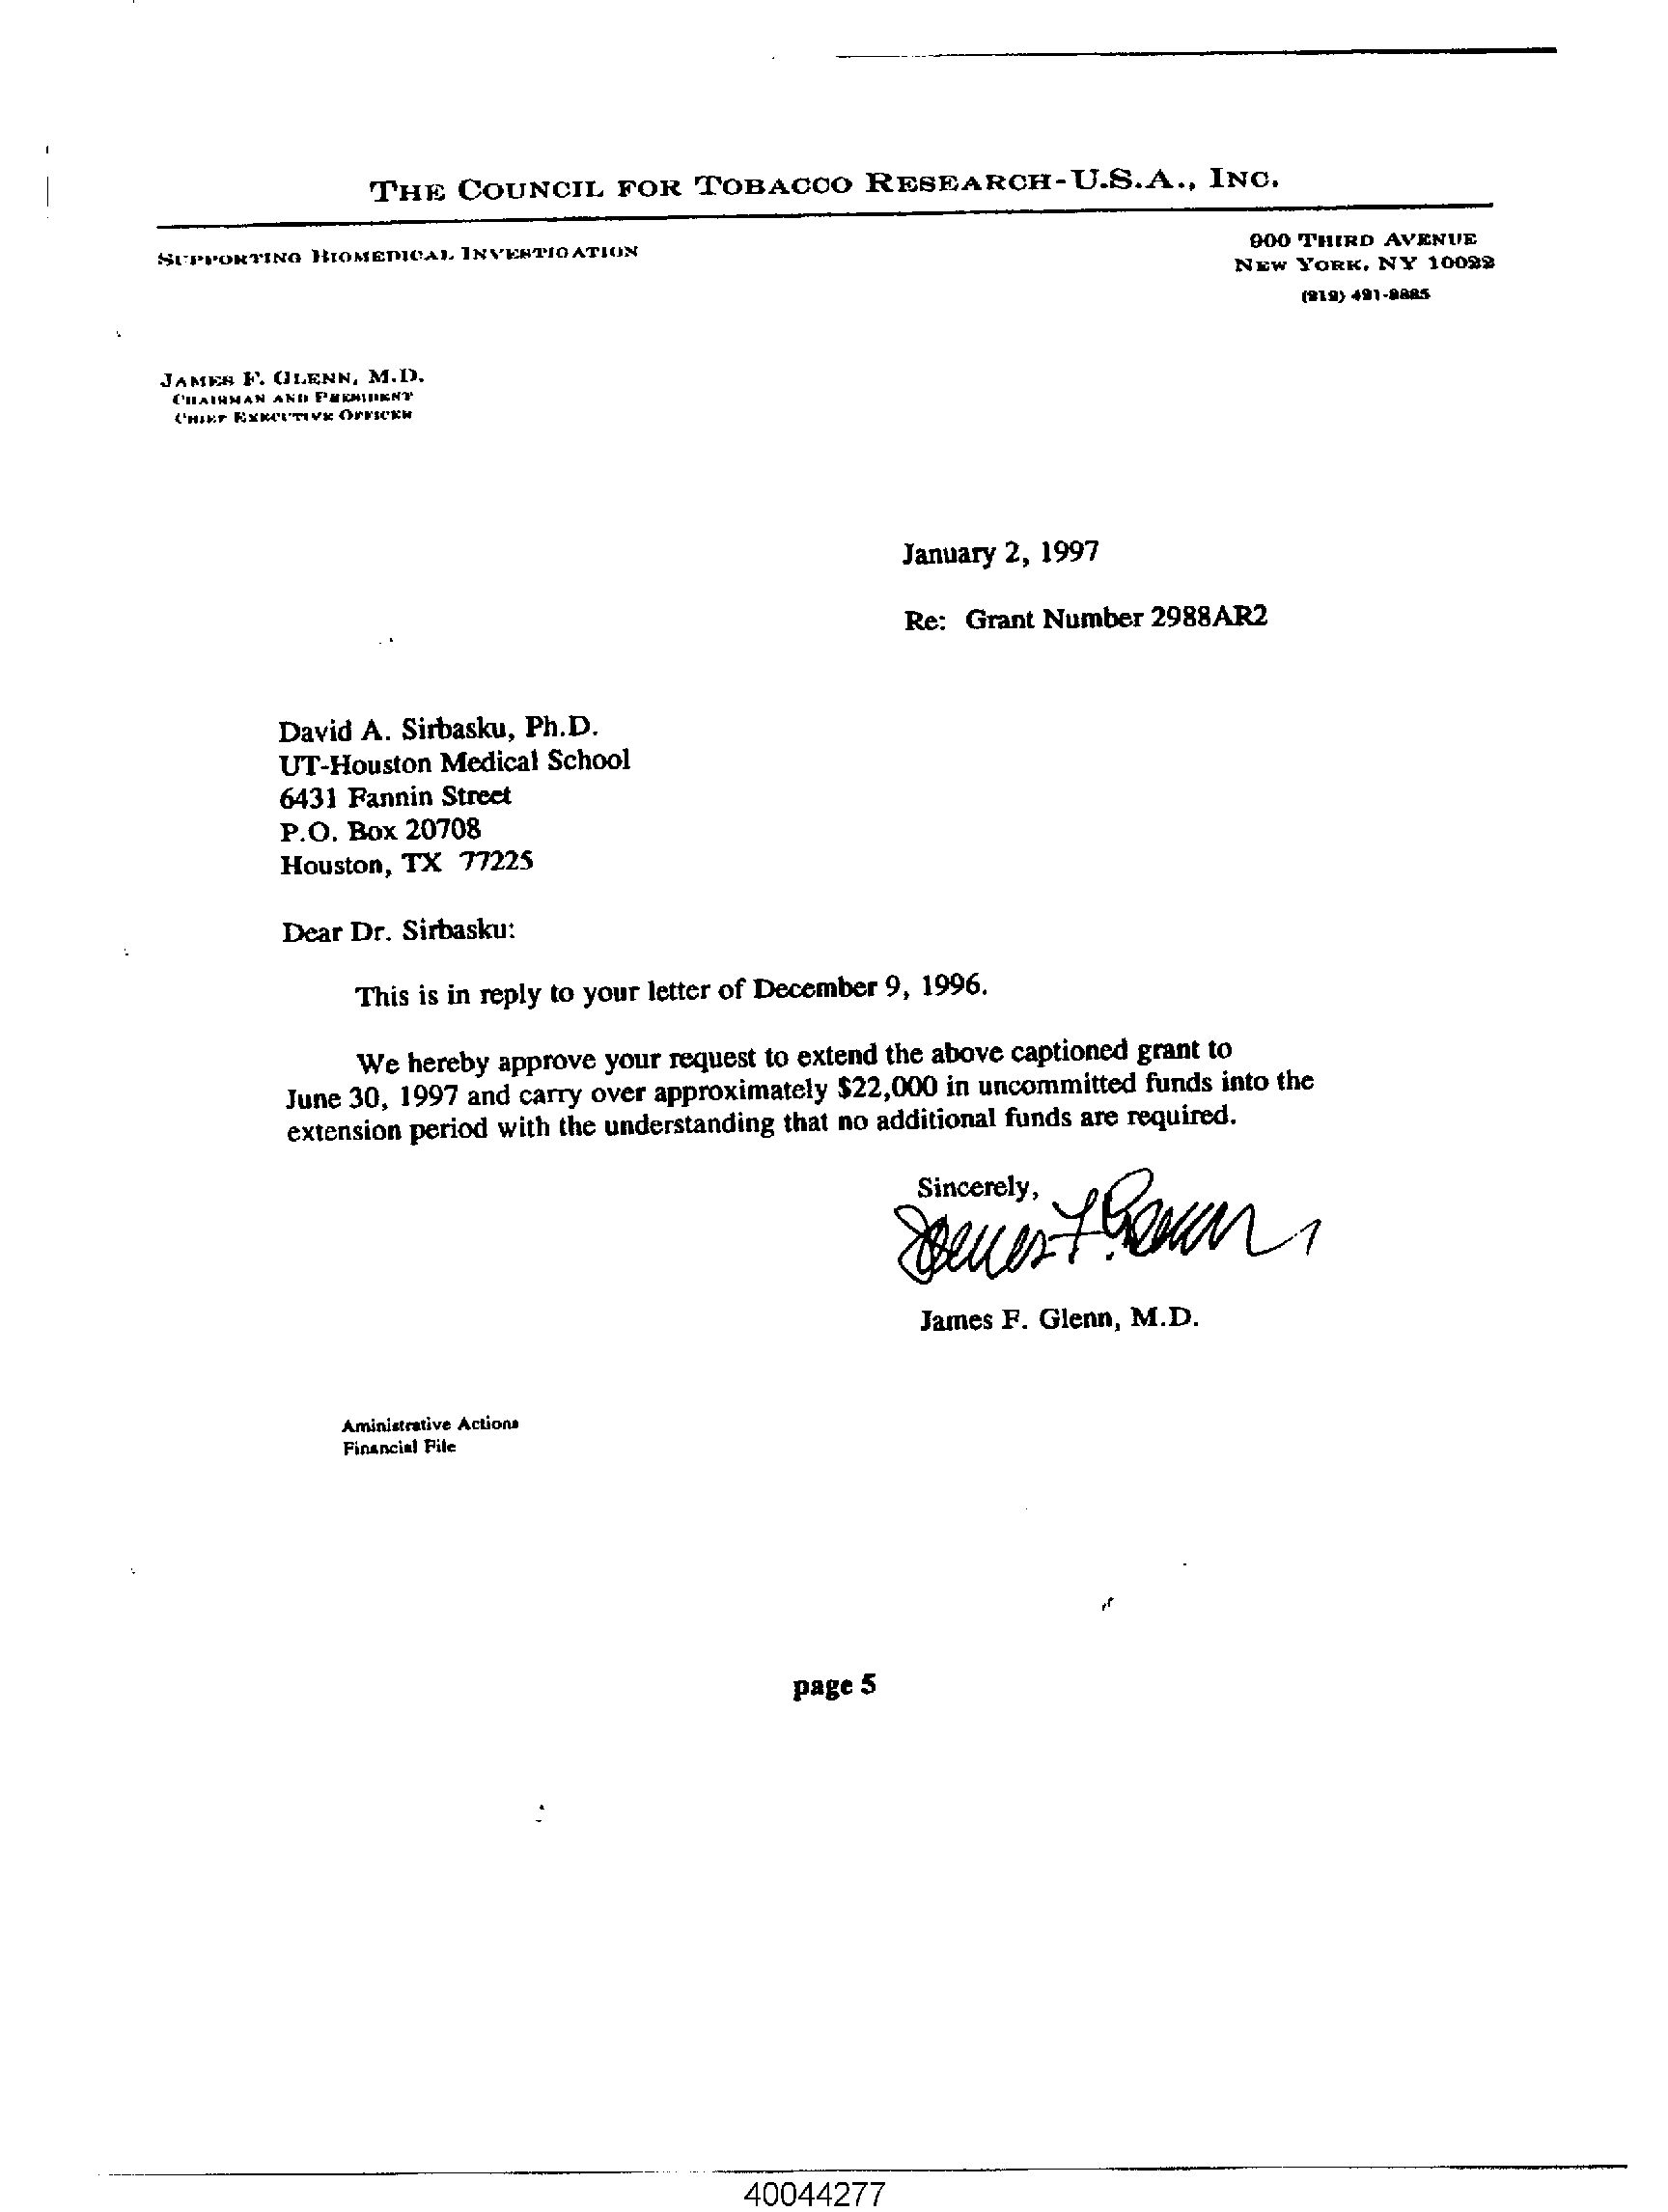 THE COUNCIL FOR TOBACCO RESEARCH-U.S.A., INC.
SUPPORTING BIOMEDICAL INVESTIGATION
900 THIRD AVENUE
NEW YORK, NY 10022
(212) 421-8885
JAMES F. GLENN, M.D.
CHAIRMAN AND PRESIDENT
CHIEF EXECUTIVE OFFICER
January 2, 1997
Re: Grant Number 2988AR2
David A. Sirbasku, Ph.D.
UT-Houston Medical School
6431 Fannin Street
P.O. Box 20708
Houston, TX 77225
Dear Dr. Sirbasku:
This is in reply to your letter of December 9, 1996.
We hereby approve your request to extend the above captioned grant to
June 30, 1997 and carry over approximately $22,000 in uncommitted funds into the
extension period with the understanding that no additional funds are required.
Sincerely,
James F. Glenn
James F. Glenn, M.D.
Aministrative Actions
Financial File
page 5
40044277